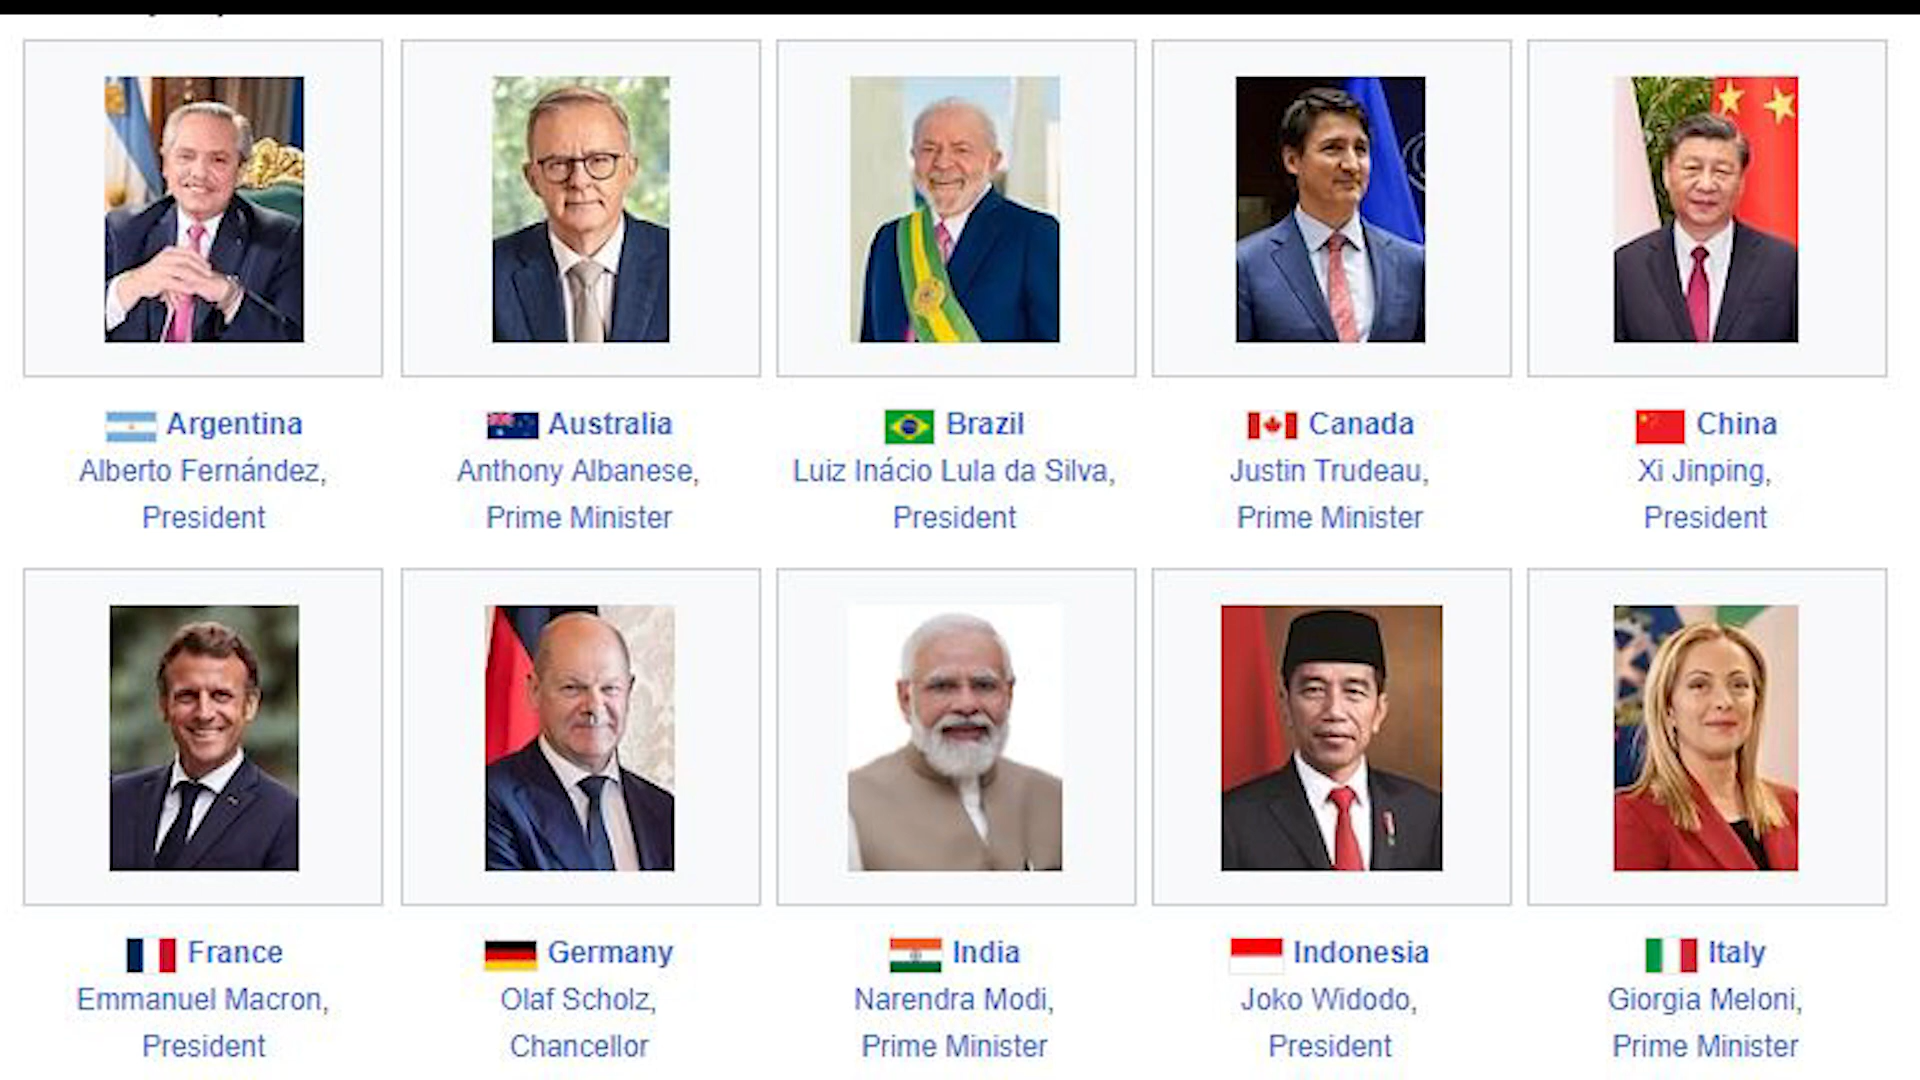 Argentina
Alberto Fernández,
President
Australia
Anthony Albanese,
Prime Minister
Brazil
Luiz Inácio Lula da Silva,
President
Canada
Justin Trudeau,
Prime Minister
China
Xi Jinping,
President
France
Emmanuel Macron,
President
Germany
Olaf Scholz,
Chancellor
India
Narendra Modi,
Prime Minister
Indonesia
Joko Widodo,
President
Italy
Giorgia Meloni,
Prime Minister